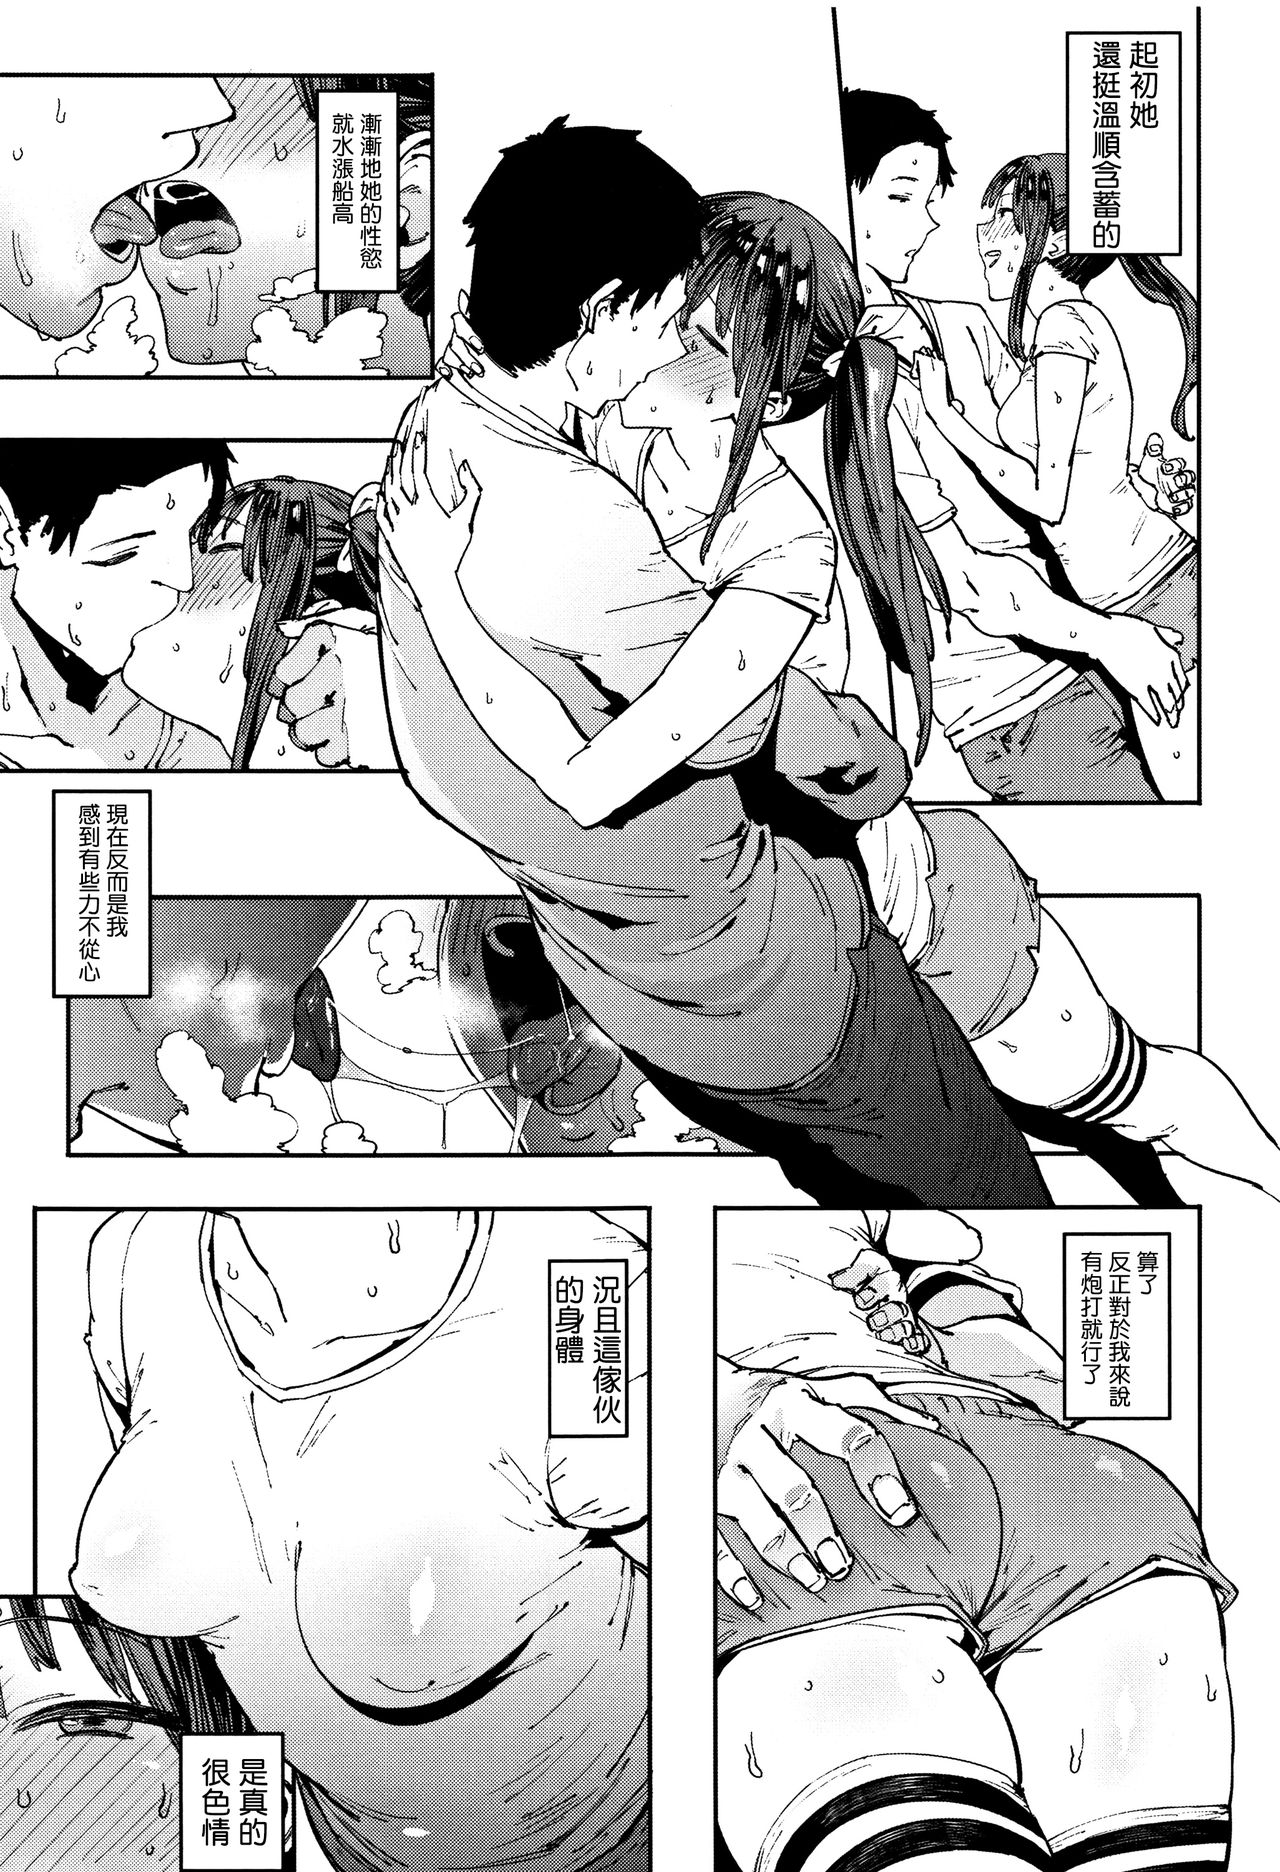 起初她
還挺溫順含蓄的
漸漸地她的性慾
就水漲船高
現在反而是我
感到有些力不從心
算了
反正對於我來說
有炮打就行了
況且這傢伙
的身體
是真的
很色情